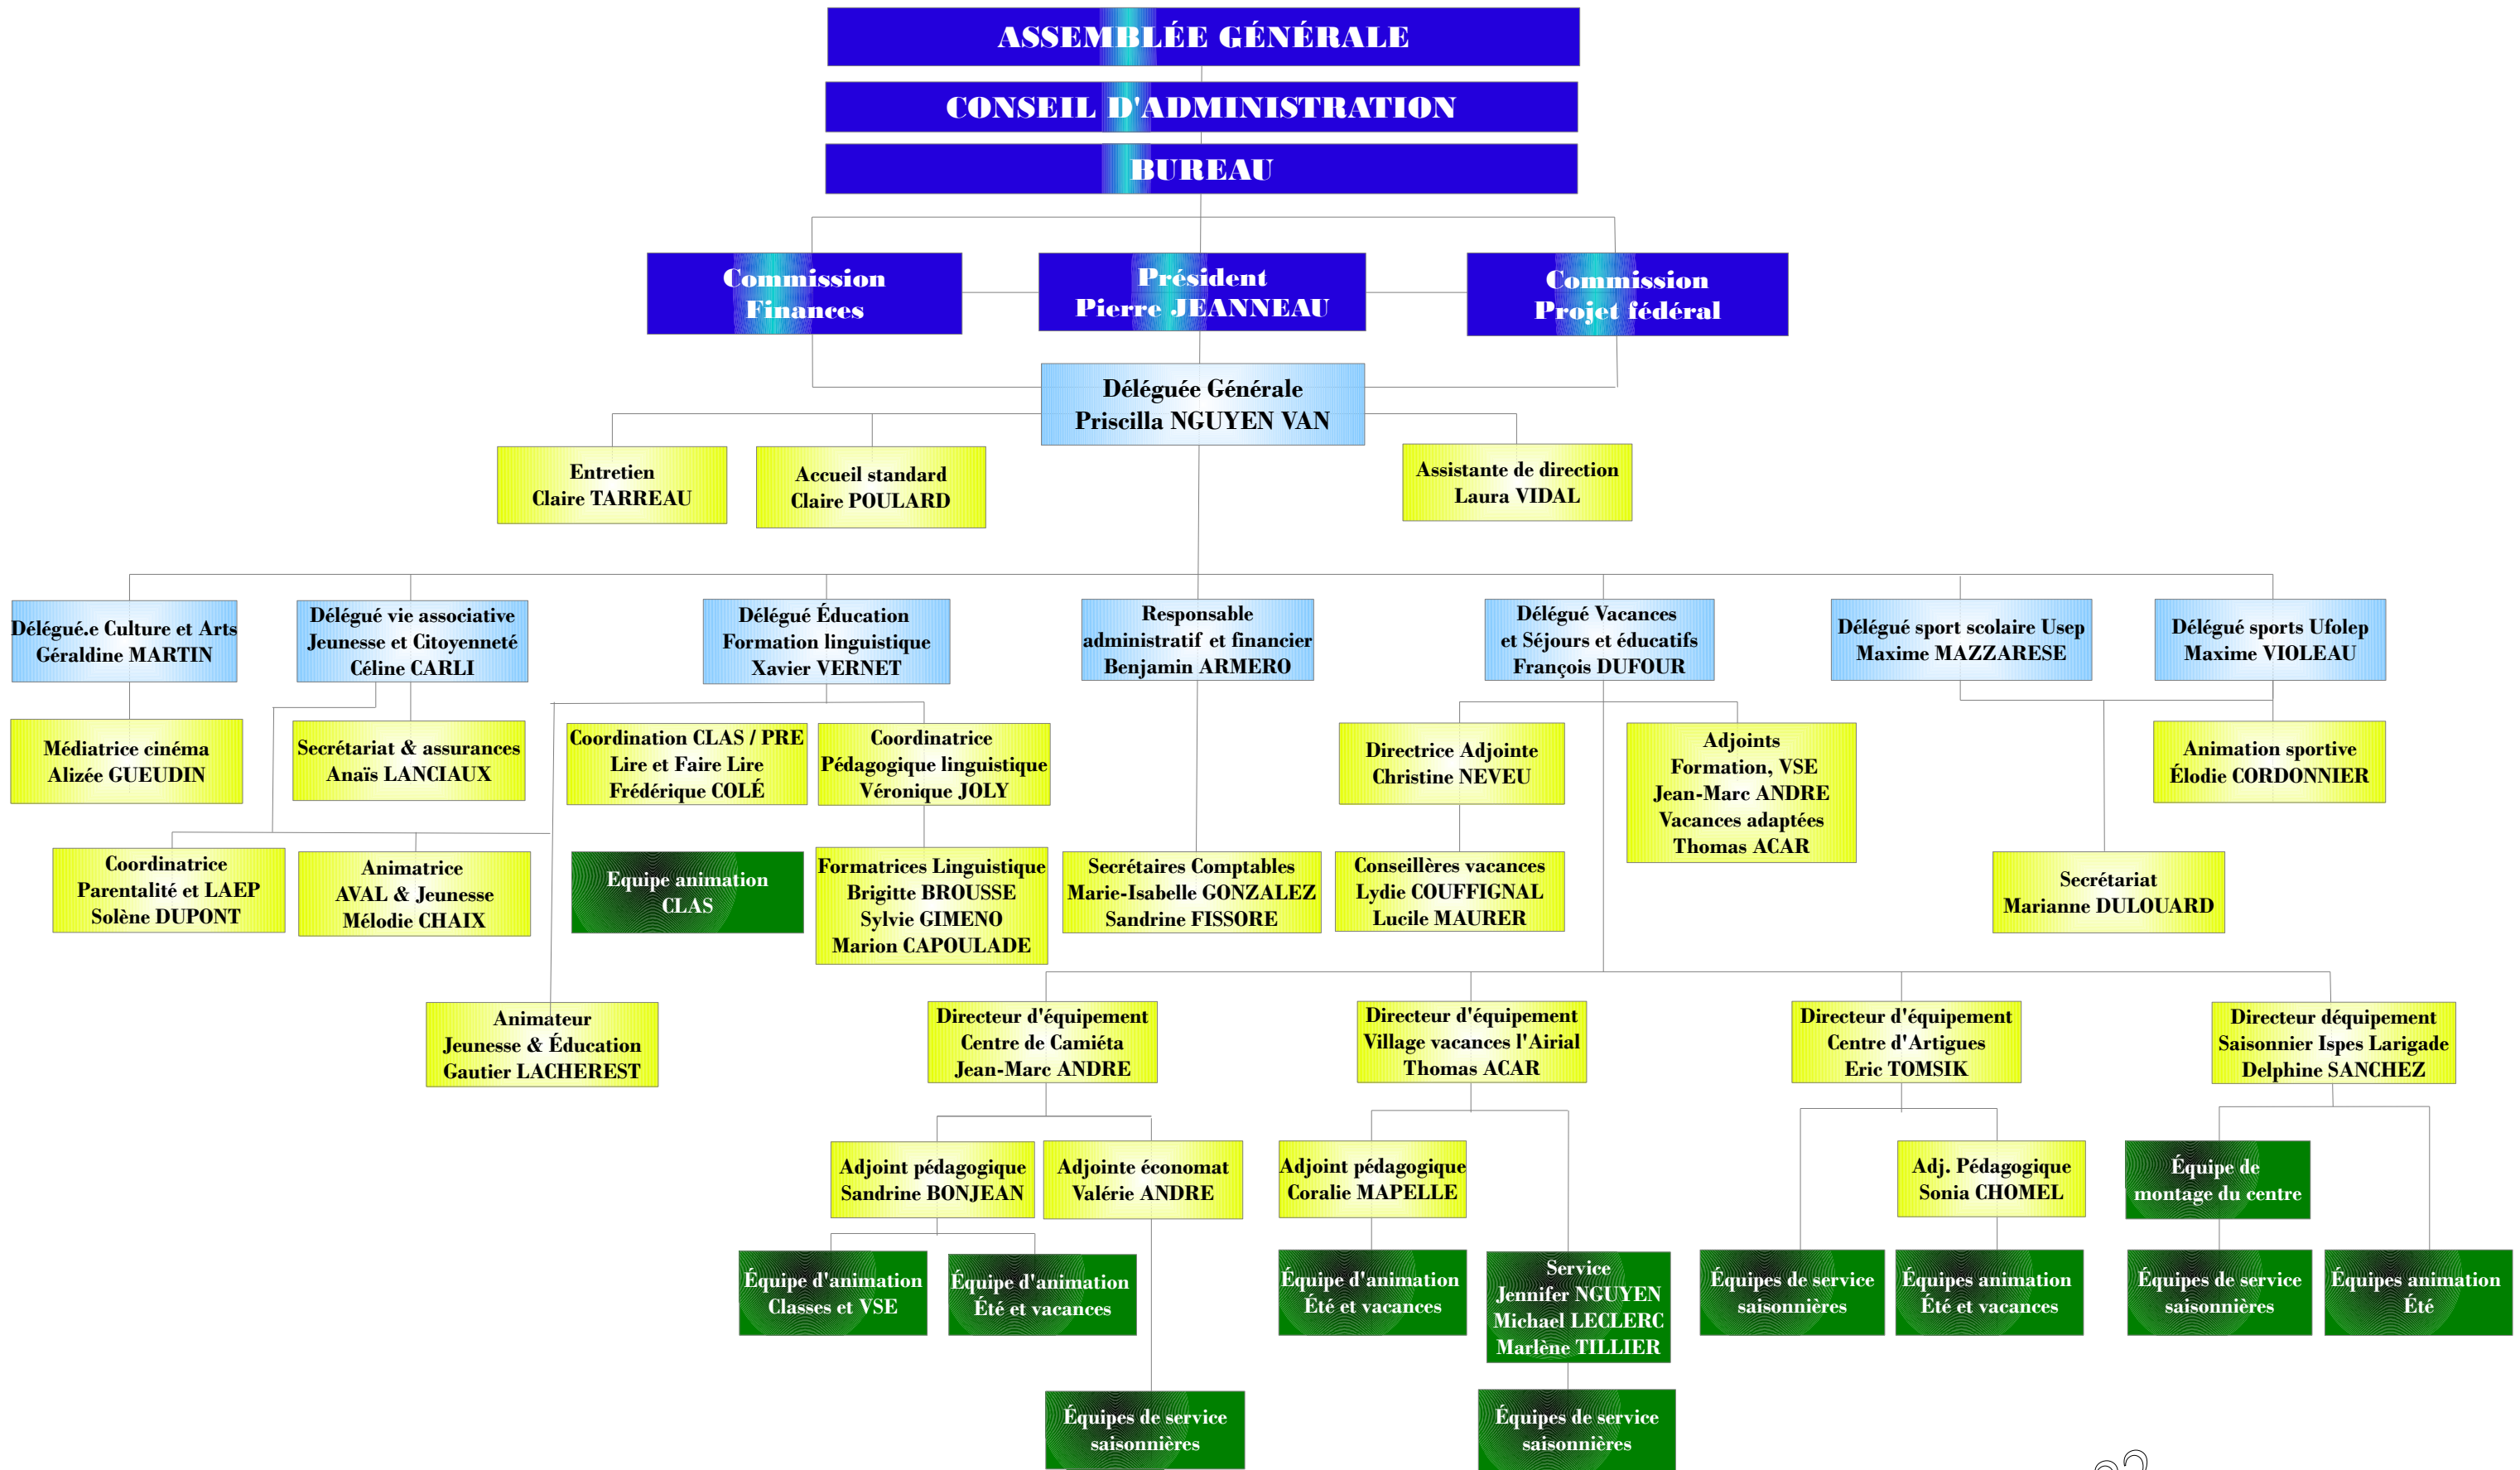 ASSEMBLÉE GÉNÉRALE
CONSEIL D'ADMINISTRATION
BUREAU
Commission
Finances
Président
Pierre JEANNEAU
Commission
Projet fédéral
Déléguée Générale
Priscilla NGUYEN VAN
Entretien
Claire TARREAU
Accueil standard
Claire POULARD
Assistante de direction
Laura VIDAL
Délégué.e Culture et Arts
Géraldine MARTIN
Délégué vie associative
Jeunesse et Citoyenneté
Céline CARLI
Délégué Éducation
Formation linguistique
Xavier VERNET
Responsable
administratif et financier
Benjamin ARMERO
Délégué Vacances
et Séjours et éducatifs
François DUFOUR
Délégué sport scolaire Usep
Maxime MAZZARESE
Délégué sports Ufolep
Maxime VIOLEAU
Médiatrice cinéma
Alizée GUEUDIN
Secrétariat & assurances
Anaïs LANCIAUX
Coordination CLAS / PRE
Lire et Faire Lire
Frédérique COLÉ
Coordinatrice
Pédagogique linguistique
Véronique JOLY
Directrice Adjointe
Christine NEVEU
Adjoints
Formation, VSE
Jean-Marc ANDRE
Vacances adaptées
Thomas ACAR
Animation sportive
Élodie CORDONNIER
Coordinatrice
Parentalité et LAEP
Solène DUPONT
Animatrice
AVAL & Jeunesse
Mélodie CHAIX
Equipe animation
CLAS
Formatrices Linguistique
Brigitte BROUSSE
Sylvie GIMENO
Marion CAPOULADE
Secrétaires Comptables
Marie-Isabelle GONZALEZ
Sandrine FISSORE
Conseillères vacances
Lydie COUFFIGNAL
Lucile MAURER
Secrétariat
Marianne DULOUARD
Animateur
Jeunesse & Éducation
Gautier LACHEREST
Directeur d'équipement
Centre de Camiéta
Jean-Marc ANDRE
Directeur d'équipement
Village vacances l'Airial
Thomas ACAR
Directeur d'équipement
Centre d'Artigues
Eric TOMSIK
Directeur déquipement
Saisonnier Ispes Larigade
Delphine SANCHEZ
Adjoint pédagogique
Sandrine BONJEAN
Adjointe économat
Valérie ANDRE
Adjoint pédagogique
Coralie MAPELLE
Adj. Pédagogique
Sonia CHOMEL
Équipe de
montage du centre
Équipe d'animation
Classes et VSE
Équipe d'animation
Été et vacances
Équipe d'animation
Été et vacances
Service
Jennifer NGUYEN
Michael LECLERC
Marlène TILLIER
Équipes de service
saisonnières
Équipes animation
Été et vacances
Équipes de service
saisonnières
Équipes animation
Été
Équipes de service
saisonnières
Équipes de service
saisonnières